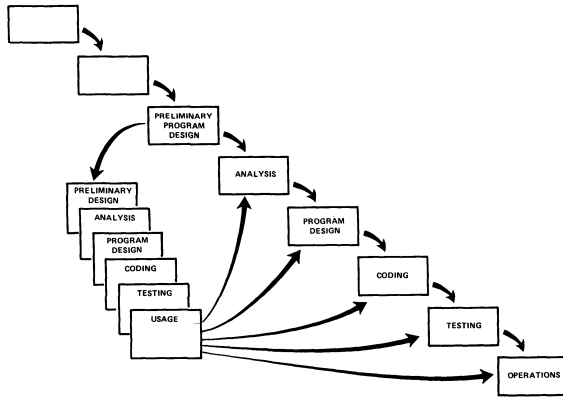 PRELIMINARY
PROGRAM
DESIGN
ANALYSIS
PROGRAM
DESIGN
CODING
TESTING
OPERATIONS
PRELIMINARY
DESIGN
ANALYSIS
PROGRAM
DESIGN
CODING
TESTING
USAGE